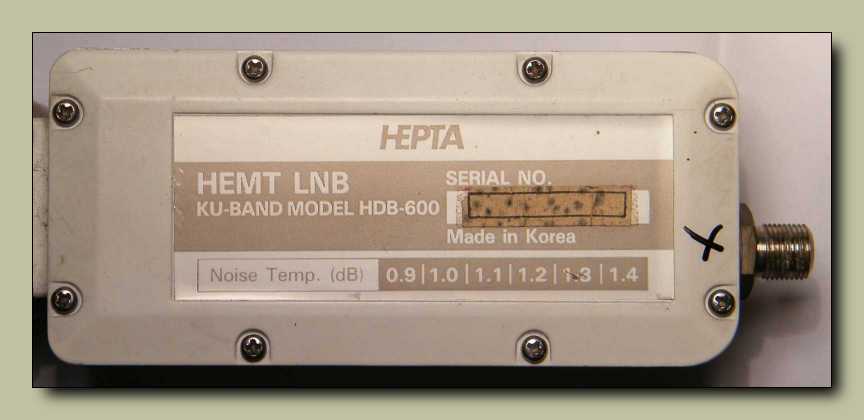 HEPTA
HEMT LNB
KU-BAND MODEL HDB-600
SERIAL NO.
Made in Korea
Noise Temp. (dB) 0.9|1.0|1.1|1.2|1.3|1.4
X